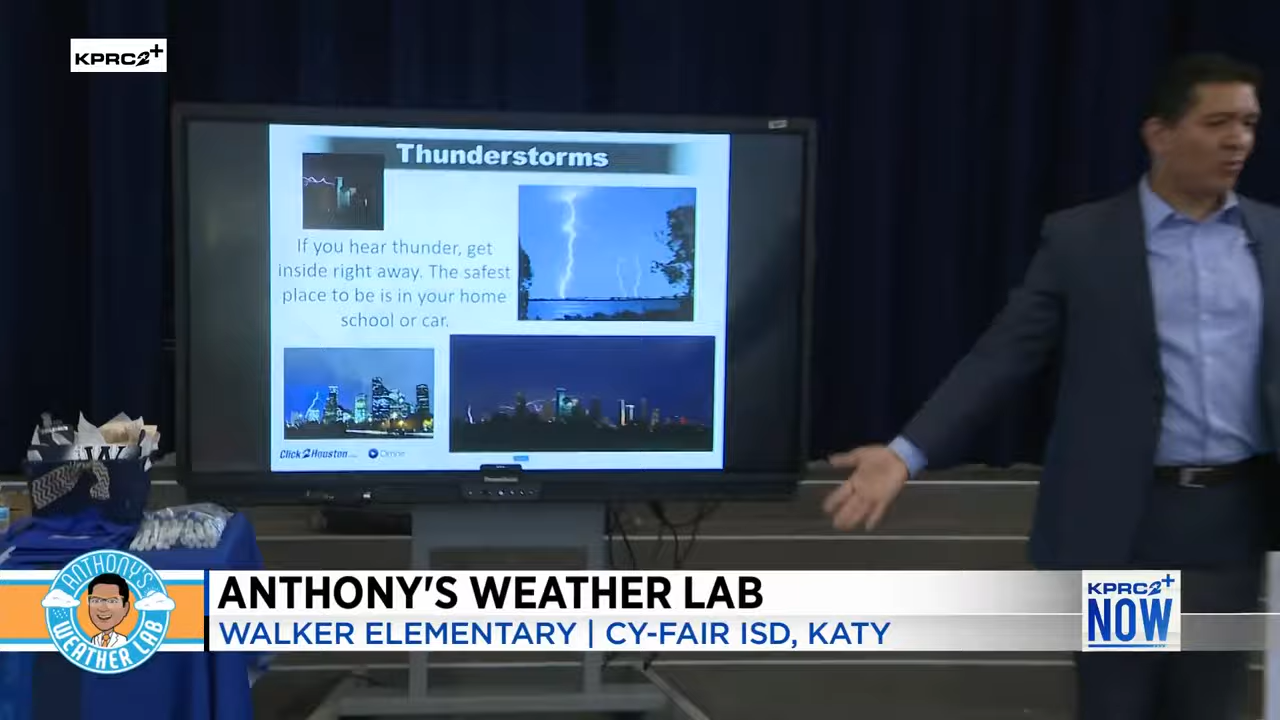 KPRC2+
Thunderstorms
If you hear thunder, get
inside right away. The safest
place to be is in your home
school or car.
Click2Houston
ANTHONY'S
WEATHER LAB
ANTHONY'S WEATHER LAB
WALKER ELEMENTARY | CY-FAIR ISD, KATY
KPRC2+
NOW